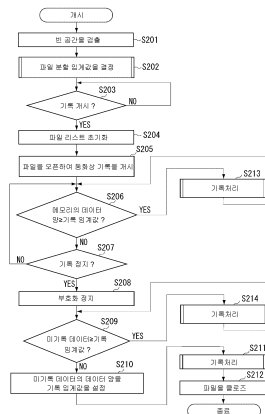 개시
S201
빈 공간을 검출
S202
파일 분할 임계값을 결정
S203
기록 개시 ?
NO
YES
S204
파일 리스트 초기화
S205
파일을 오픈하여 동화상 기록을 개시
S206
메모리의 데이터
양≥기록 임계값 ?
YES
NO
S213
기록처리
S207
기록 정지 ?
NO
YES
S208
부호화 정지
S209
미기록 데이터≥기록
임계값 ?
YES
NO
S214
기록처리
S210
미기록 데이터의 데이터 양을
기록 임계값을 설정
S211
기록처리
S212
파일을 클로즈
종료